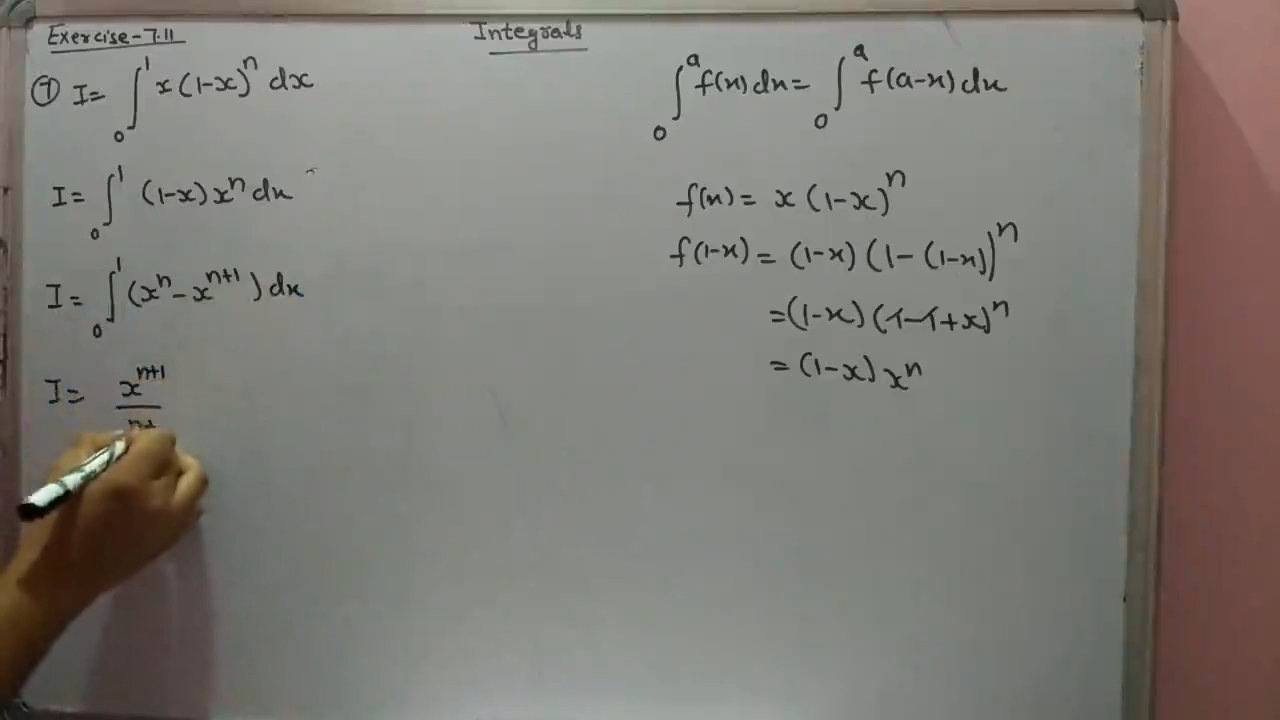 Exercise-7.11
Integrals
⑦ I= ∫₀¹ x(1-x)ⁿ dx
I= ∫₀¹ (1-x)xⁿ dx
I= ∫₀¹ (xⁿ-xⁿ⁺¹) dx
I= xⁿ⁺¹/n+
∫₀ᵃ f(x)dx= ∫₀ᵃ f(a-x)dx
f(x)= x(1-x)ⁿ
f(1-x)= (1-x)(1-(1-x))ⁿ
=(1-x)(1-1+x)ⁿ
=(1-x)xⁿ